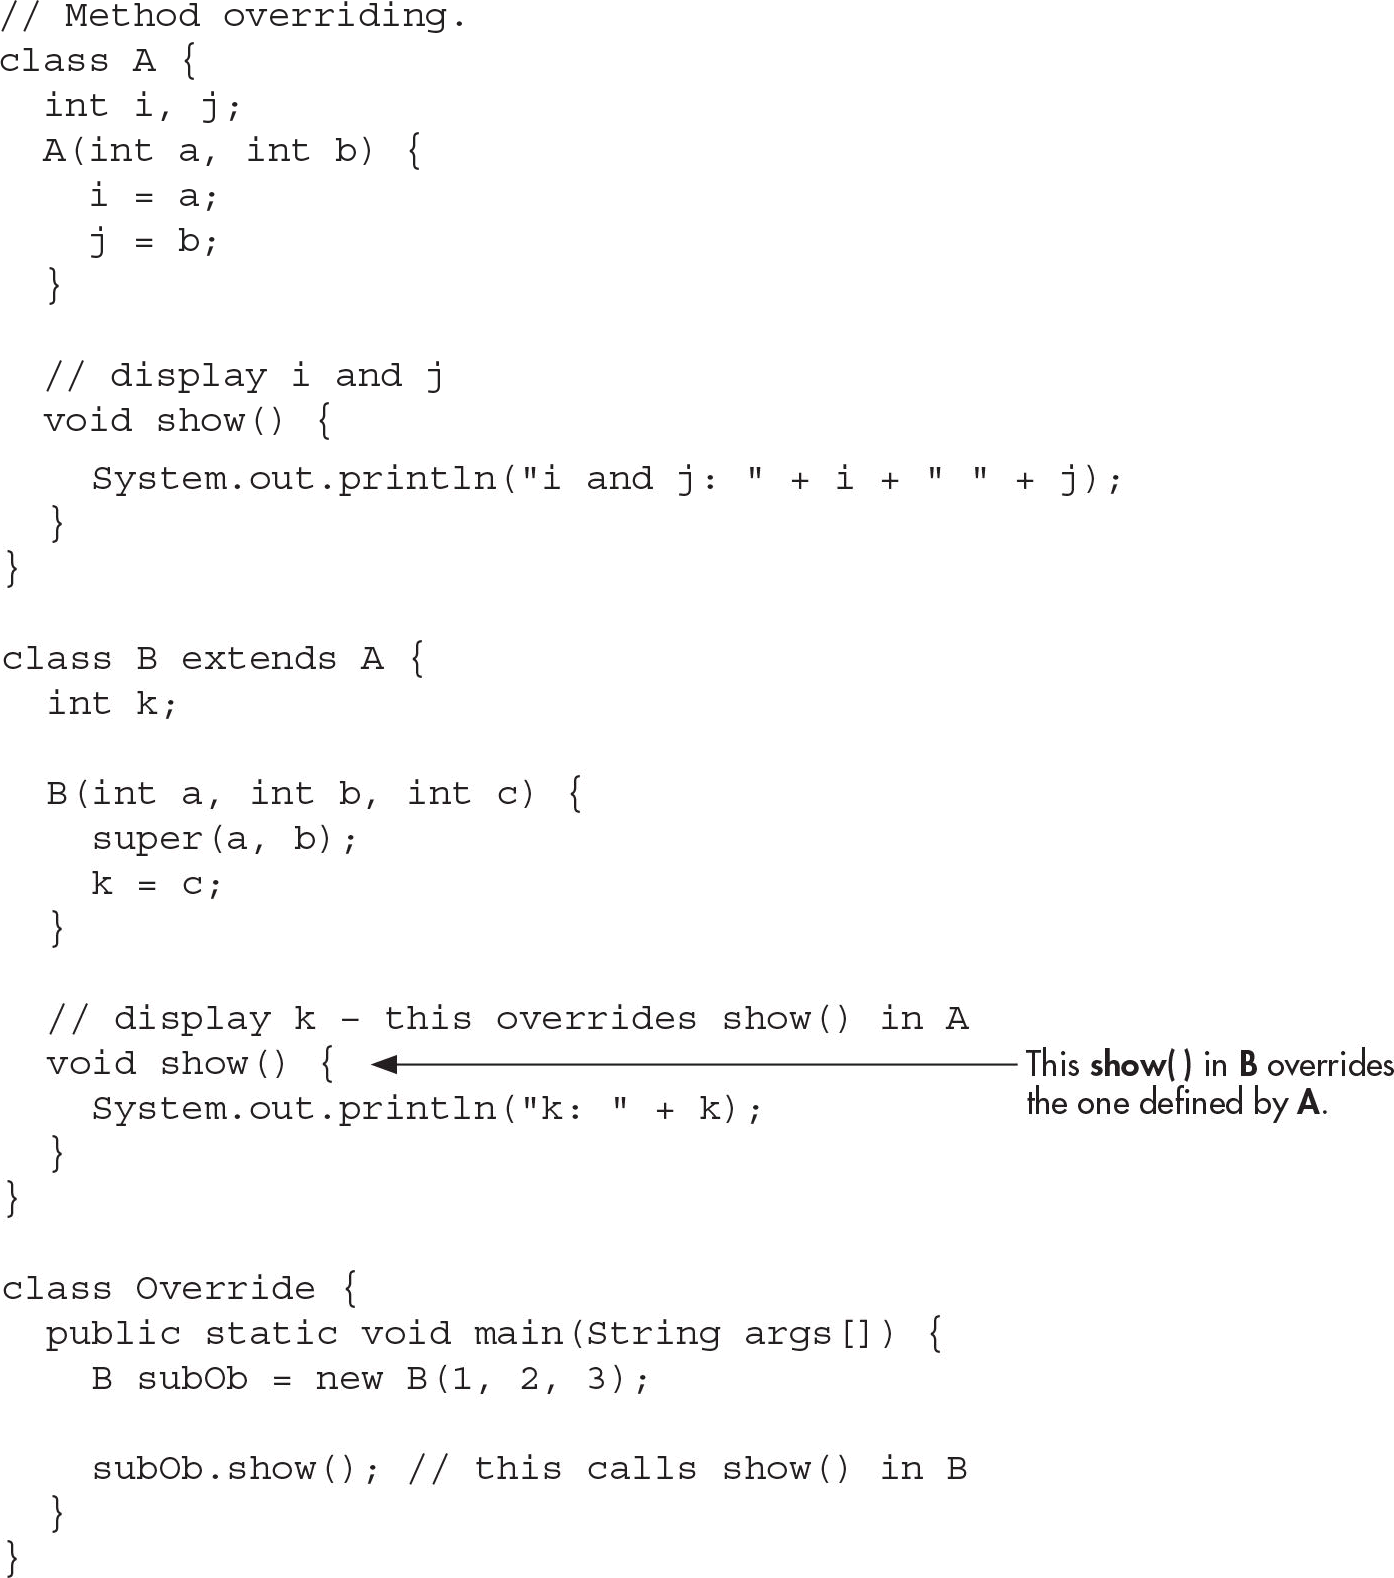 // Method overriding.
class A {
  int i, j;
  A(int a, int b) {
    i = a;
    j = b;
  }

  // display i and j
  void show() {
    System.out.println("i and j: " + i + " " + j);
  }
}

class B extends A {
  int k;

  B(int a, int b, int c) {
    super(a, b);
    k = c;
  }

  // display k – this overrides show() in A
  void show() {
This show( ) in B overrides
the one defined by A.
    System.out.println("k: " + k);
  }
}

class Override {
  public static void main(String args[]) {
    B subOb = new B(1, 2, 3);

    subOb.show(); // this calls show() in B
  }
}